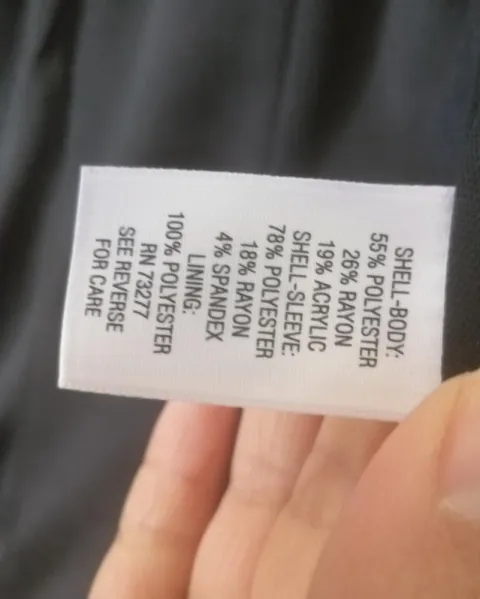 SHELL-BODY:
55% POLYESTER
26% RAYON
19% ACRYLIC
SHELL-SLEEVE:
78% POLYESTER
18% RAYON
4% SPANDEX
LINING:
100% POLYESTER
RN 73277
SEE REVERSE
FOR CARE